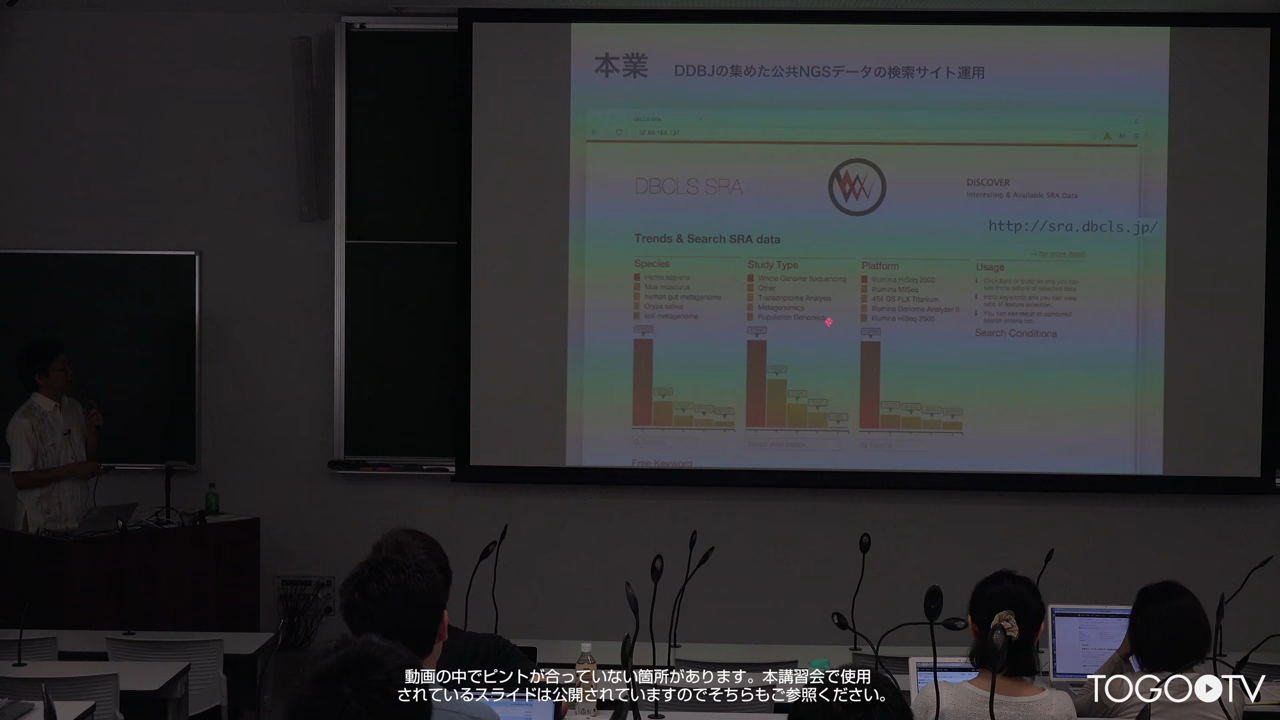 本業 DDBJの集めた公共NGSデータの検索サイト運用
DBCLS SRA
DISCOVER
Interesting & Available SRA Data
http://sra.dbcls.jp/
Trends & Search SRA data
Species
Homo sapiens
Mus musculus
human gut metagenome
Oryza sativa
soil metagenome
Study Type
Whole Genome Sequencing
Other
Transcriptome Analysis
Metagenomics
Population Genomics
Platform
Illumina HiSeq 2000
Illumina MiSeq
454 GS FLX Titanium
Illumina Genome Analyzer II
Illumina HiSeq 2500
Usage
Search Conditions
Free Keyword
動画の中でピントが合っていない箇所があります。本講習会で使用
されているスライドは公開されていますのでそちらもご参照ください。
TOGOTV